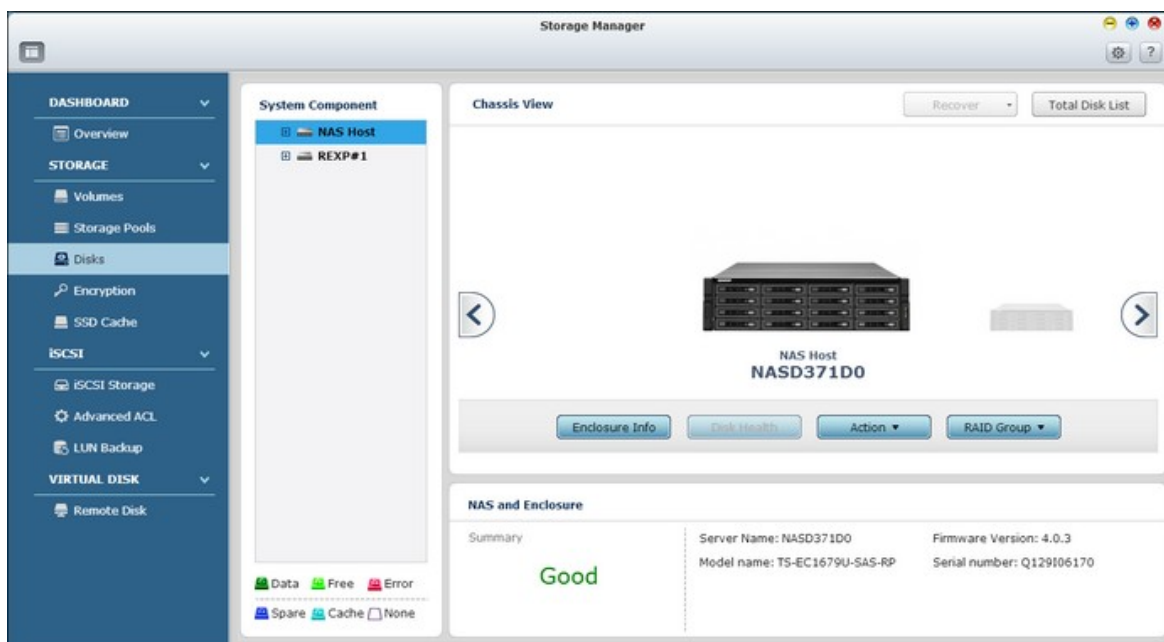 Storage Manager
?
DASHBOARD
Overview
STORAGE
Volumes
Storage Pools
Disks
Encryption
SSD Cache
iSCSI
iSCSI Storage
Advanced ACL
LUN Backup
VIRTUAL DISK
Remote Disk
System Component
NAS Host
REXP#1
Data Free Error
Spare Cache None
Chassis View
Recover
Total Disk List
NAS Host
NASD371D0
Enclosure Info
Disk Health
Action
RAID Group
NAS and Enclosure
Summary
Good
Server Name: NASD371D0
Model name: TS-EC1679U-SAS-RP
Firmware Version: 4.0.3
Serial number: Q129I06170